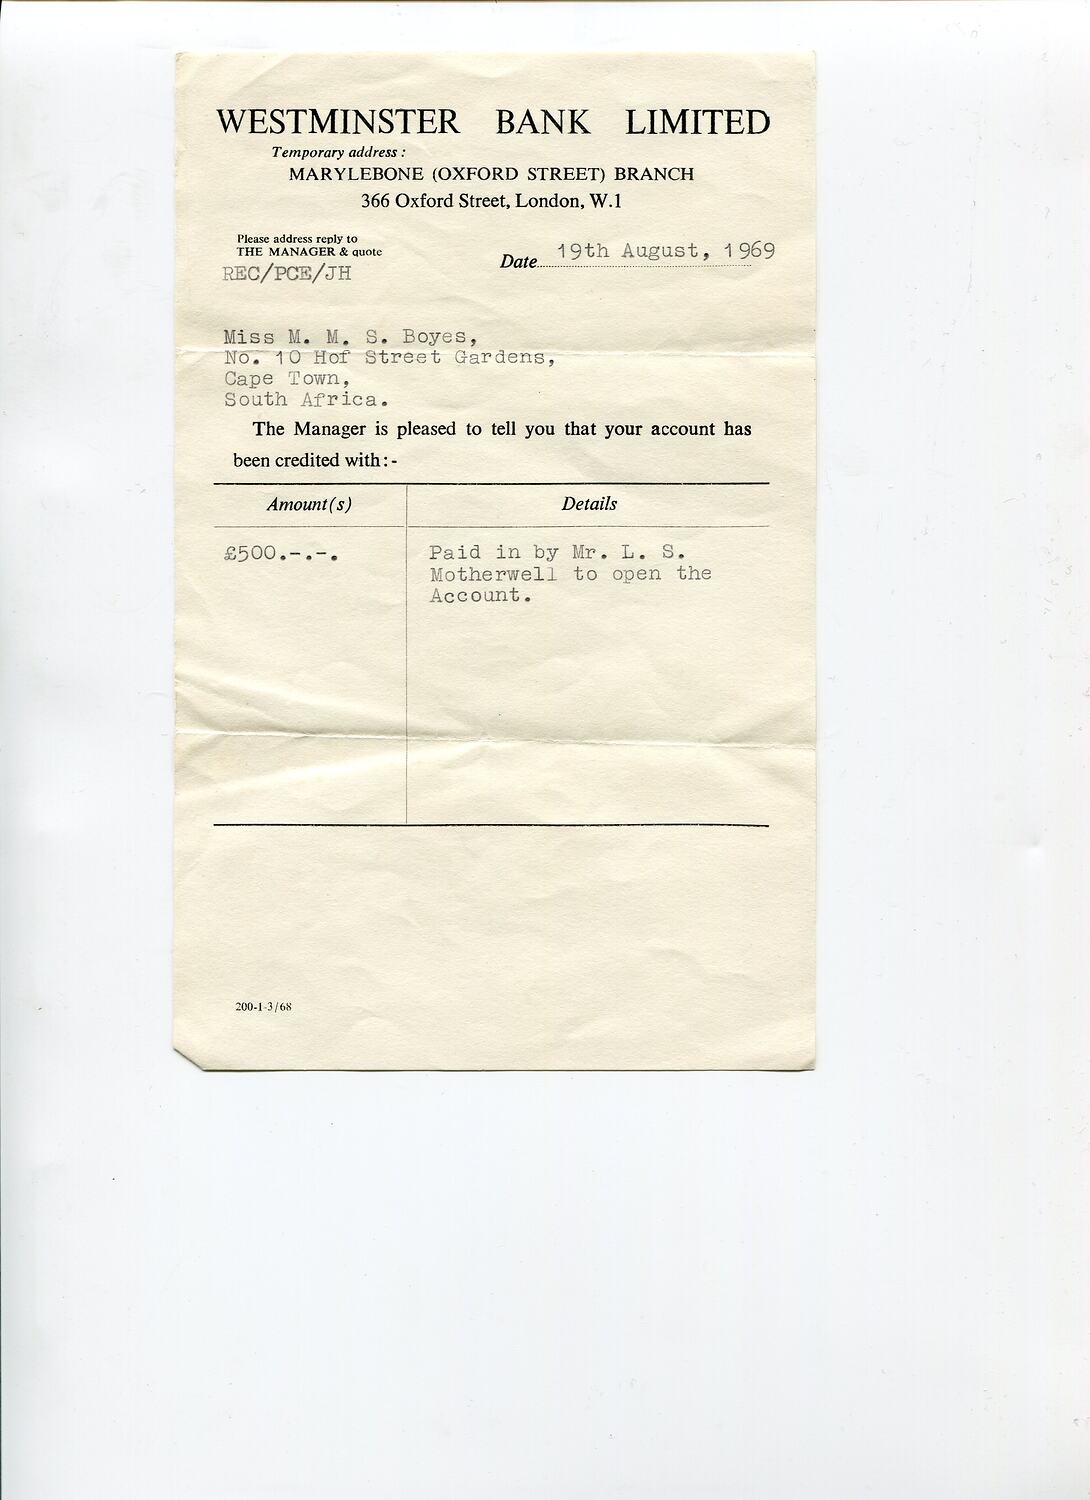 WESTMINSTER BANK LIMITED
Temporary address :
MARYLEBONE (OXFORD STREET) BRANCH
366 Oxford Street, London, W.1
Please address reply to
THE MANAGER & quote
REC/PCE/JH
Date 19th August, 1969
Miss M. M. S. Boyes,
No. 10 Hof Street Gardens,
Cape Town,
South Africa.
The Manager is pleased to tell you that your account has
been credited with:-
Amount(s) Details
£500.-.-. Paid in by Mr. L. S.
Motherwell to open the
Account.
200-1-3/68